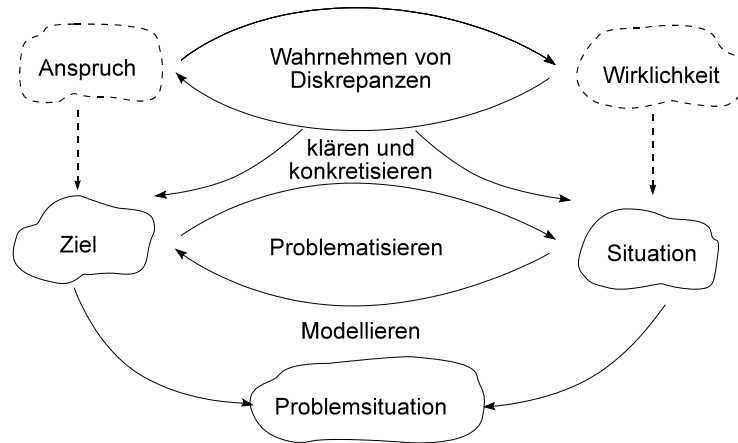 Anspruch
Wahrnehmen von
Diskrepanzen
Wirklichkeit
klären und
konkretisieren
Ziel
Problematisieren
Situation
Modellieren
Problemsituation